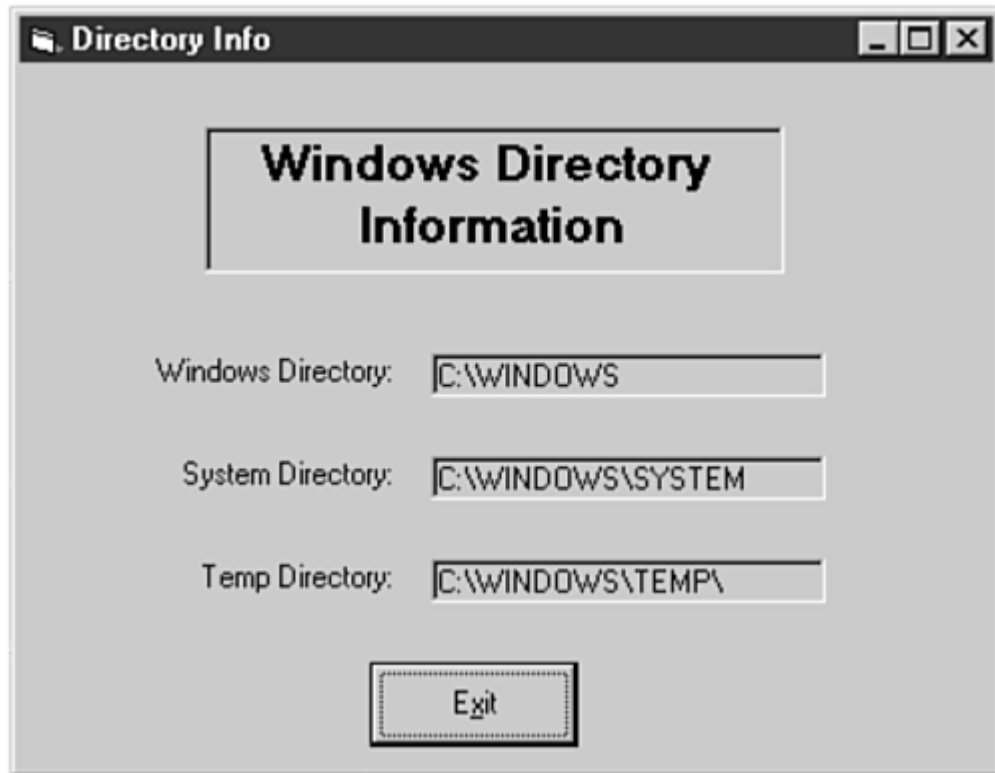 Directory Info
Windows Directory
Information
Windows Directory: C:\WINDOWS
System Directory: C:\WINDOWS\SYSTEM
Temp Directory: C:\WINDOWS\TEMP\
Exit